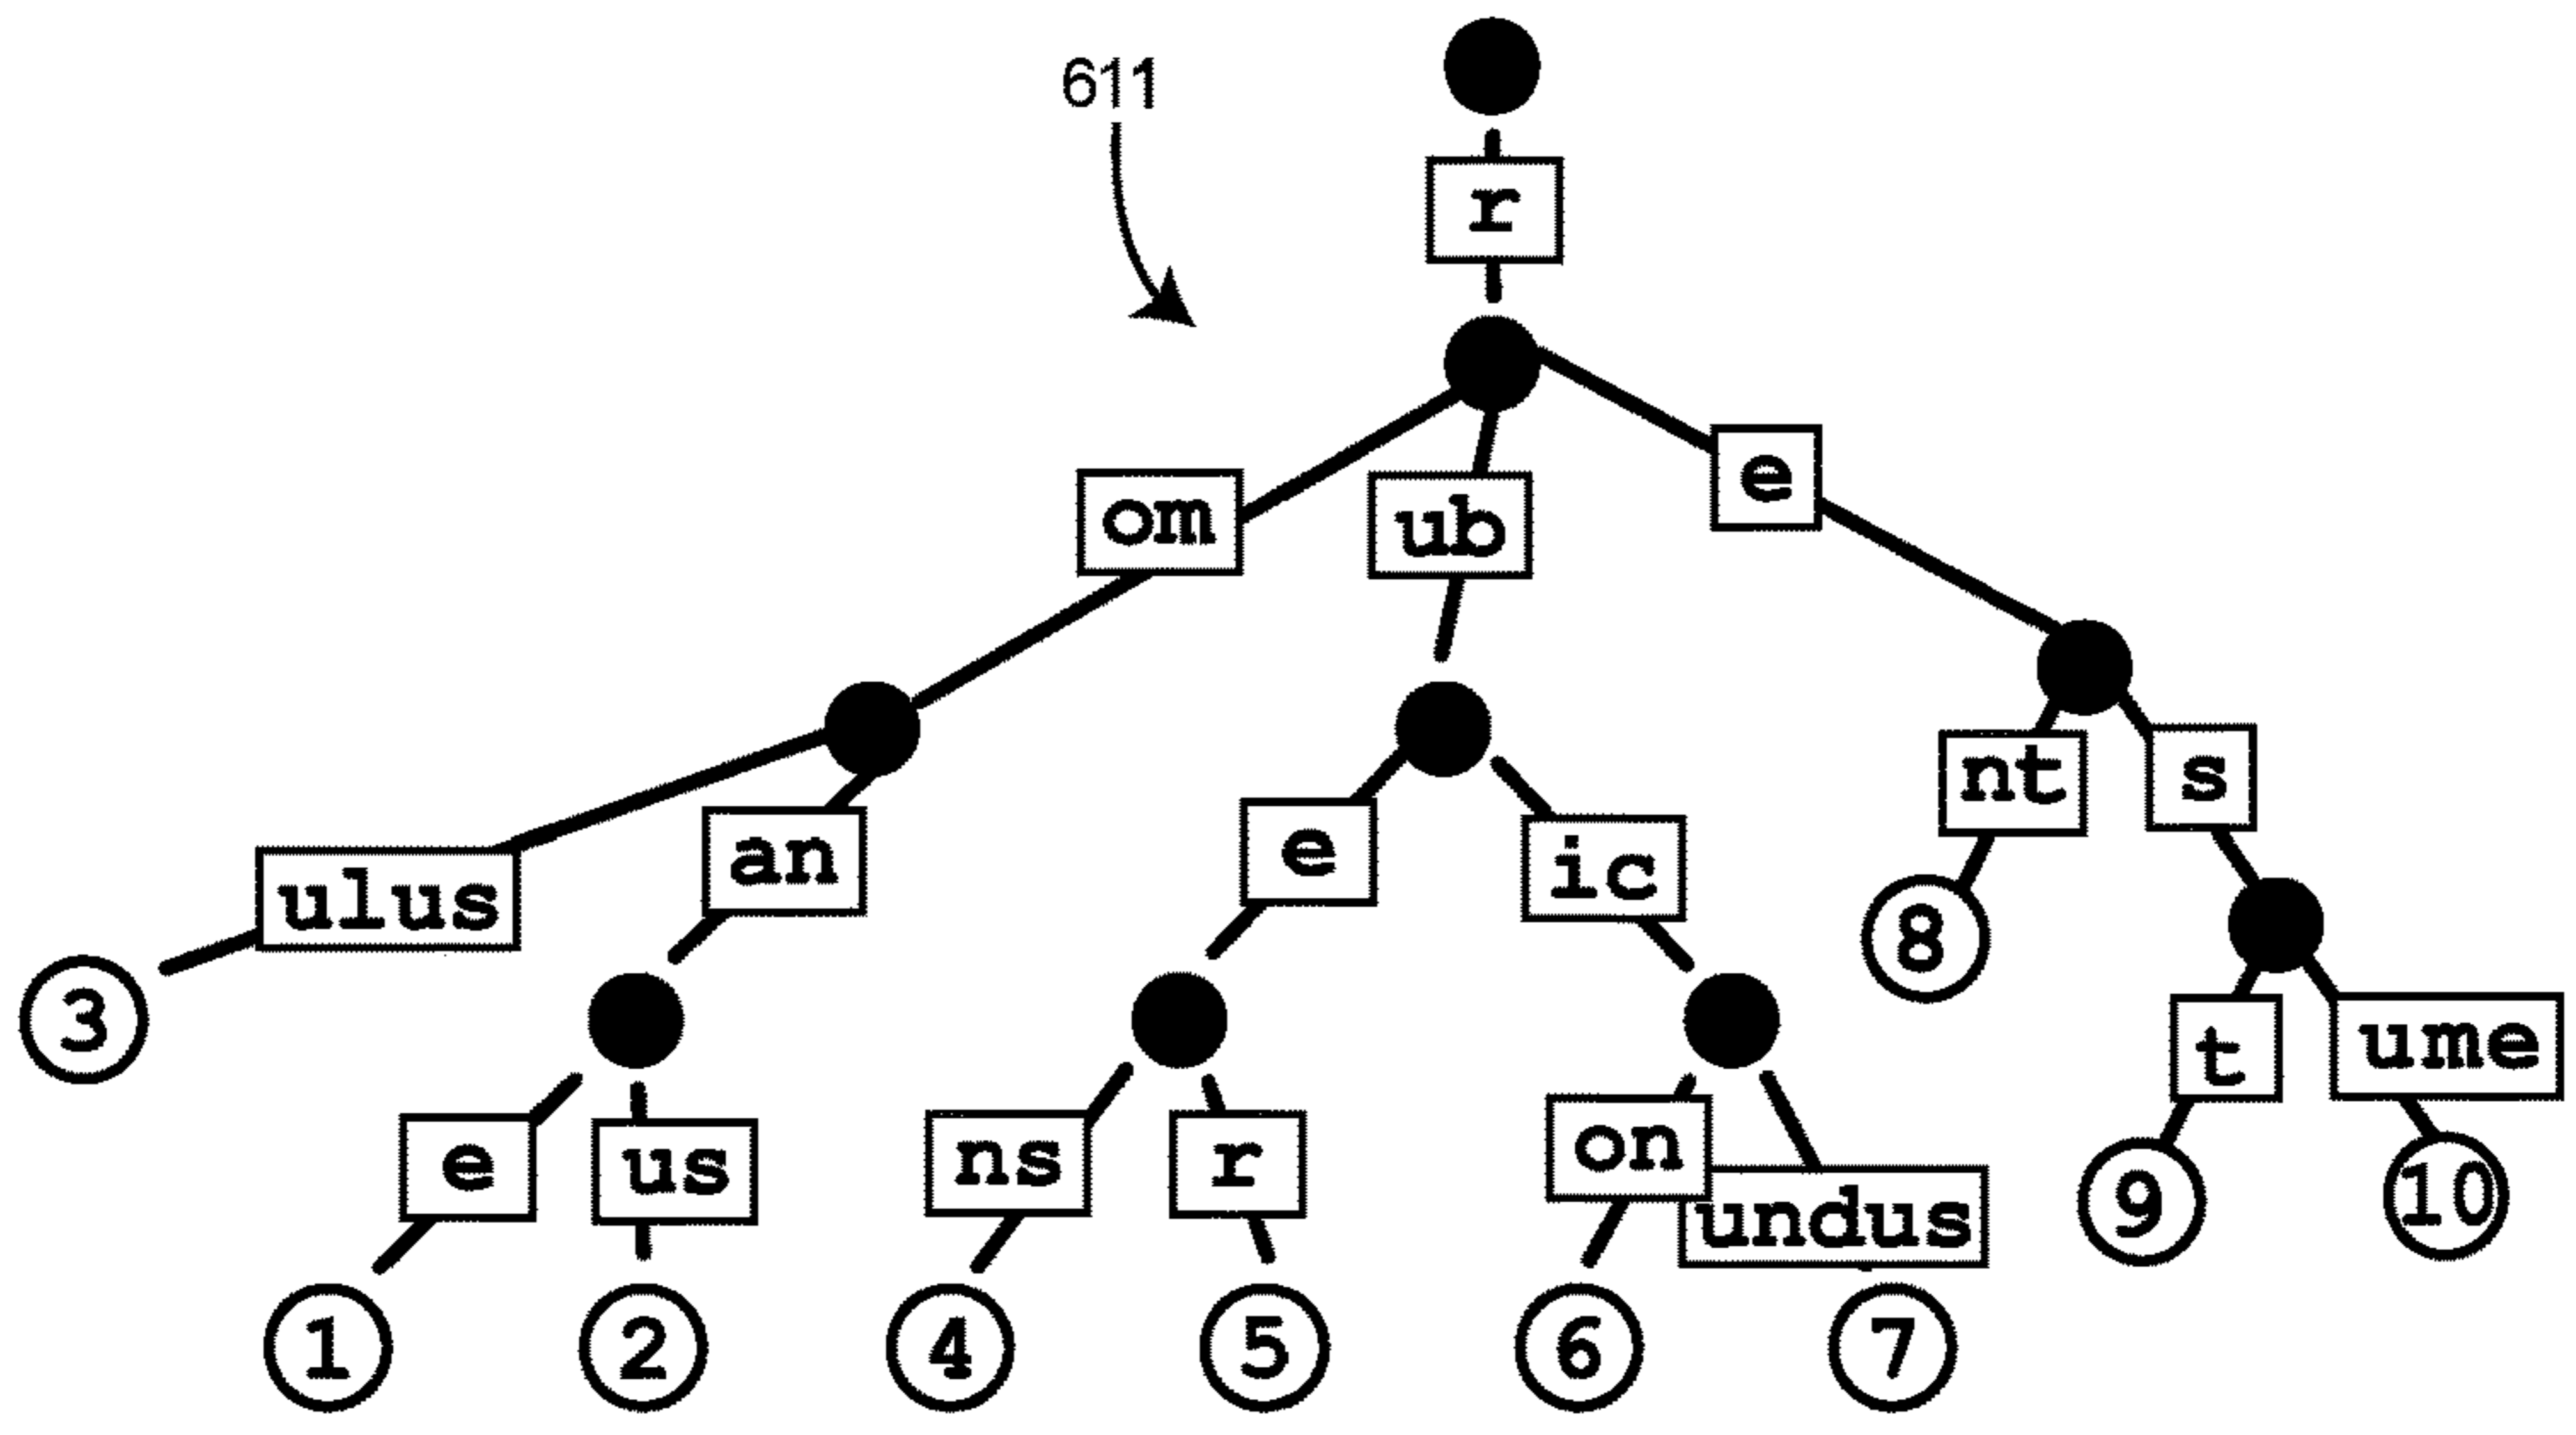 611
r
om ub e
nt s
ulus an e ic
3 8
e us ns r on undus t ume
1 2 4 5 6 7 9 10